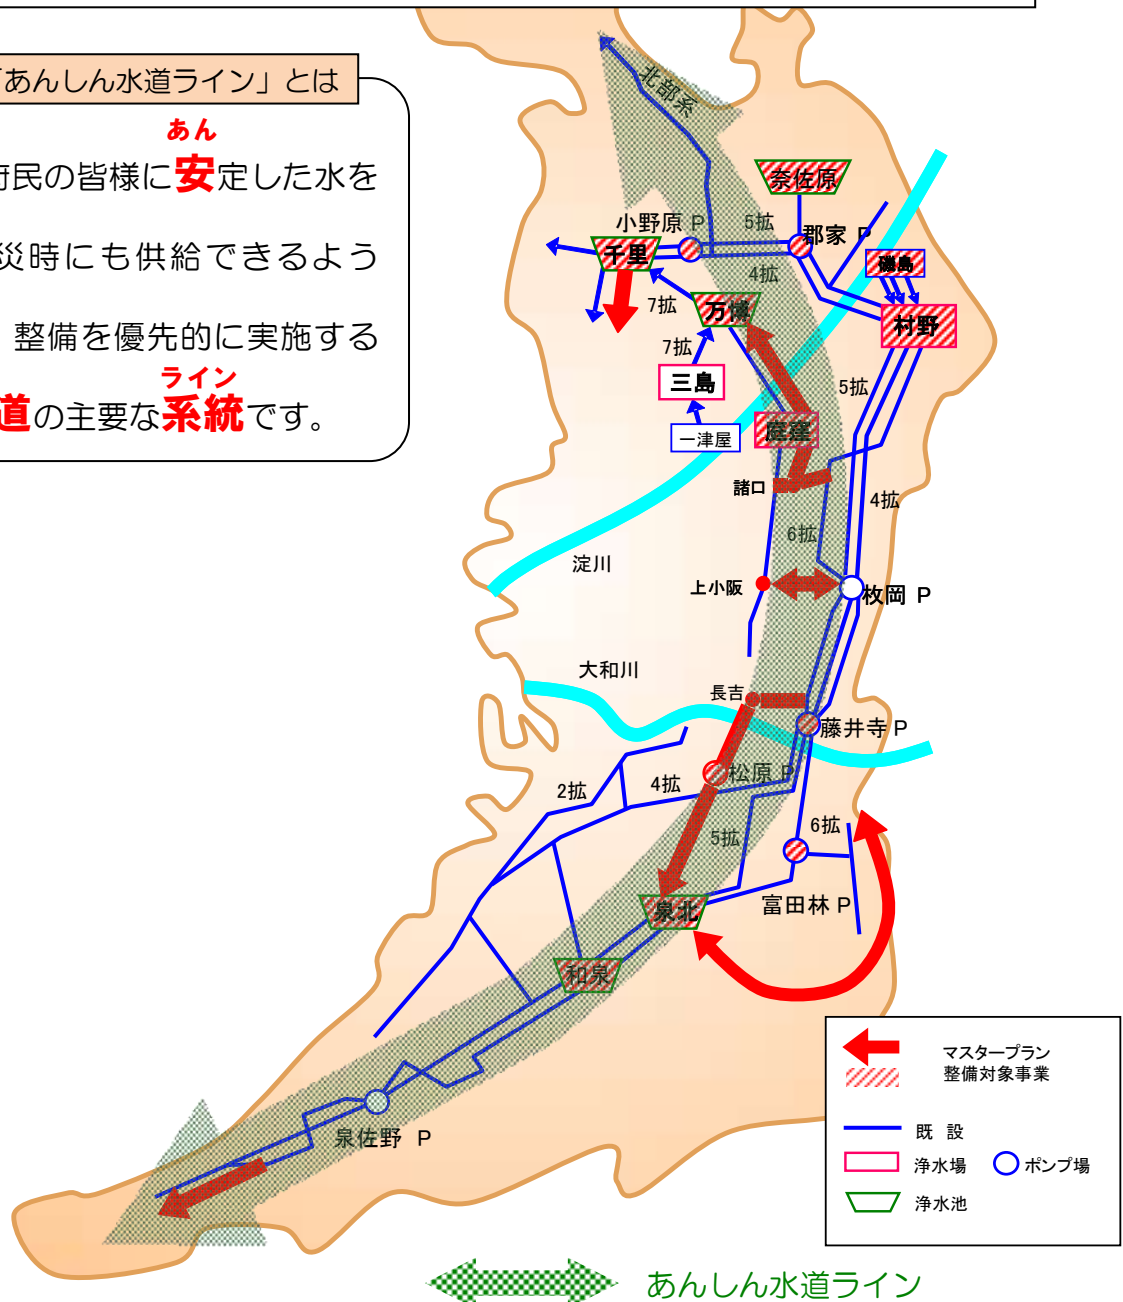 「あんしん水道ライン」とは
あん
府民の皆様に安定した水を
災時にも供給できるよう
整備を優先的に実施する
ライン
道の主要な系統です。
北部系
奈佐原
小野原 P
5拡
郡家 P
千里
4拡
磯島
7拡
万博
村野
7拡
三島
5拡
一津屋
庭窪
諸口
4拡
6拡
淀川
上小阪
枚岡 P
大和川
長吉
藤井寺 P
松原 P
2拡
4拡
5拡
6拡
泉北
富田林 P
和泉
泉佐野 P
マスタープラン
整備対象事業
既 設
浄水場
ポンプ場
浄水池
あんしん水道ライン